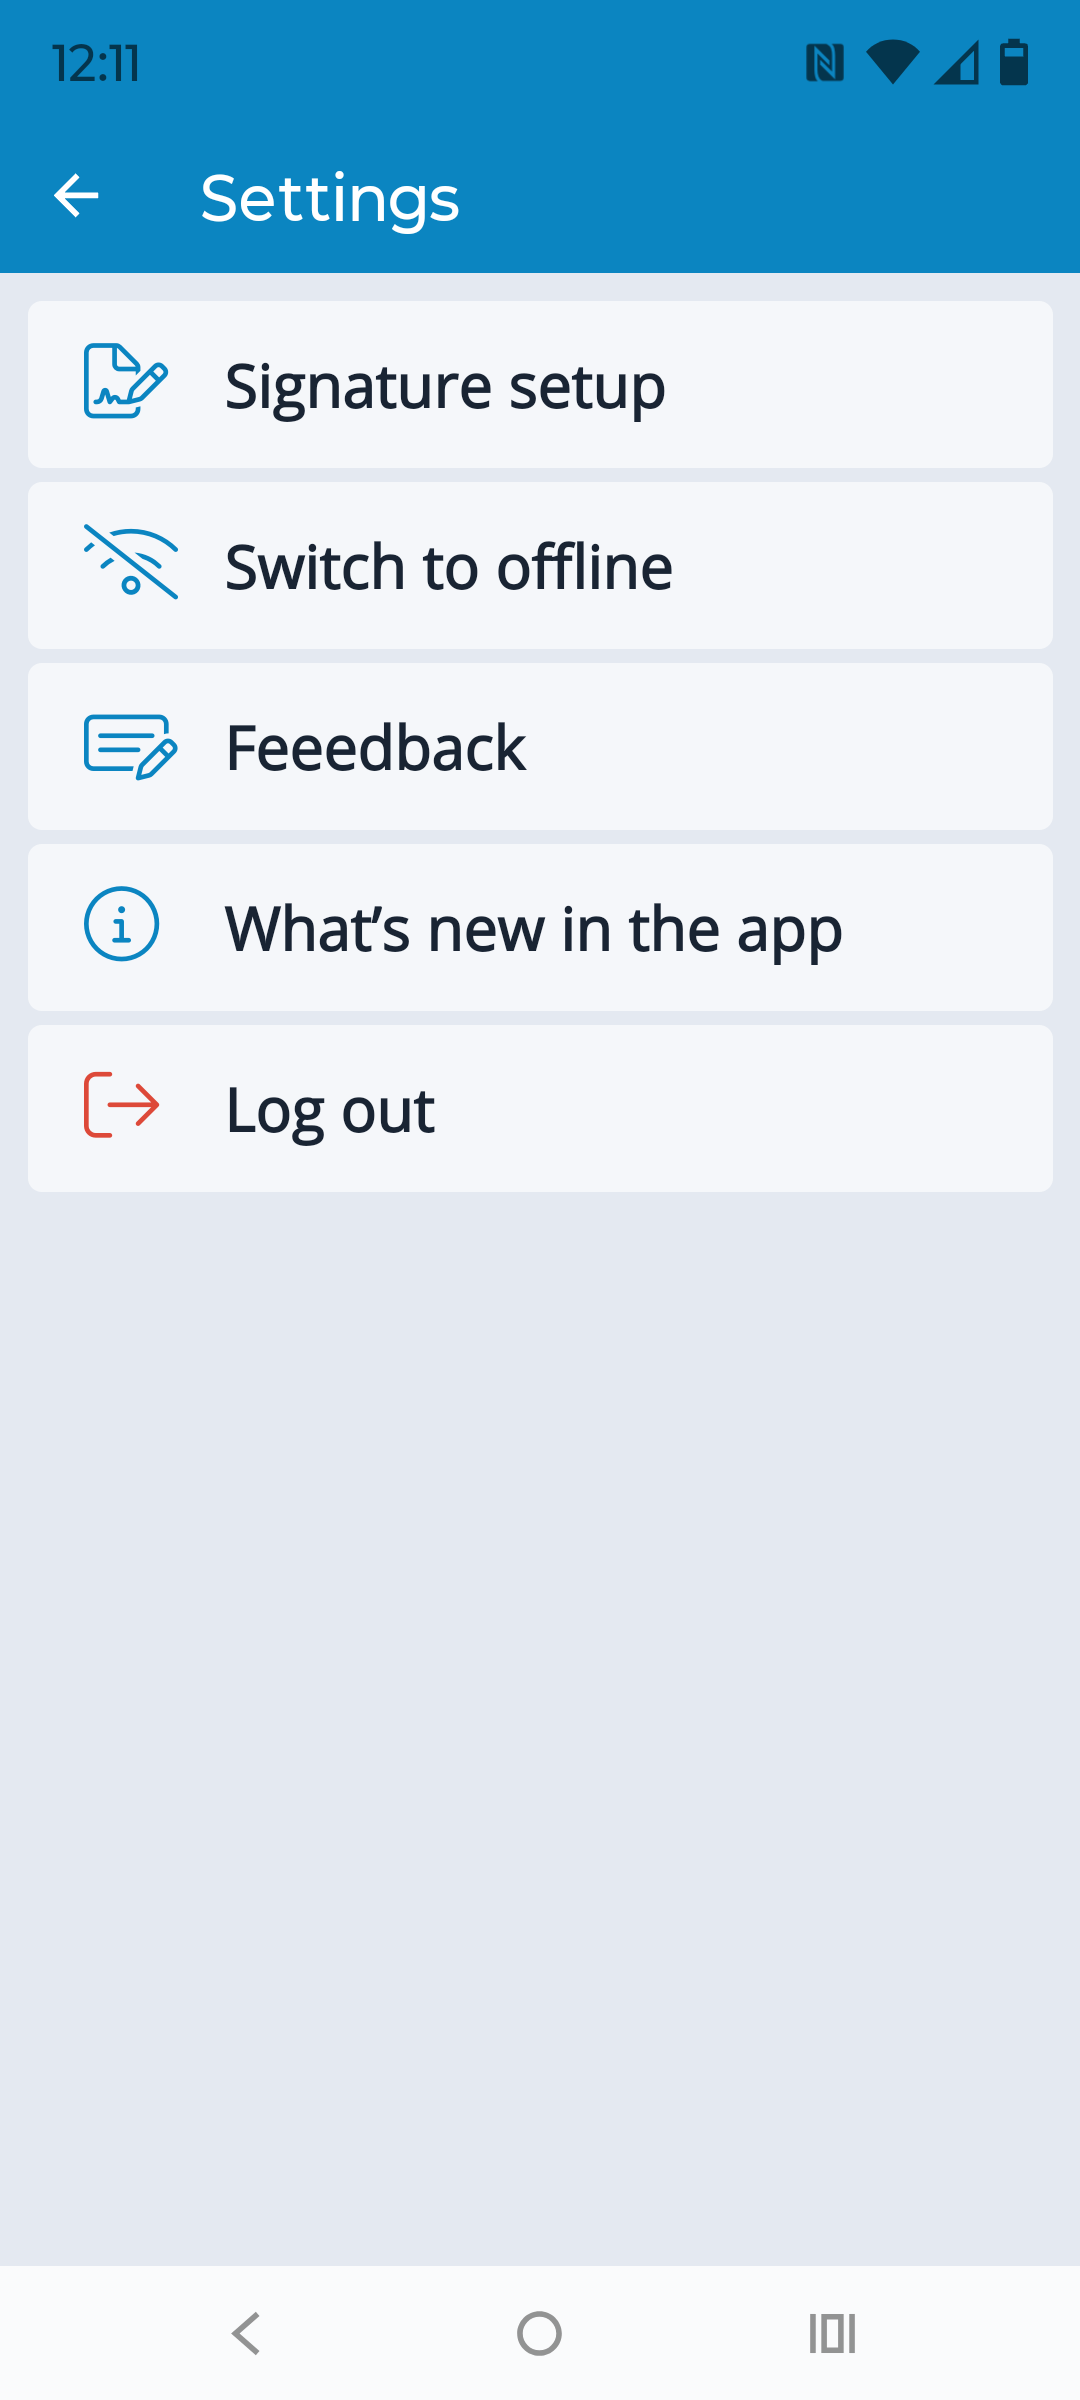 12:11
Settings
Signature setup
Switch to offline
Feeedback
What’s new in the app
Log out